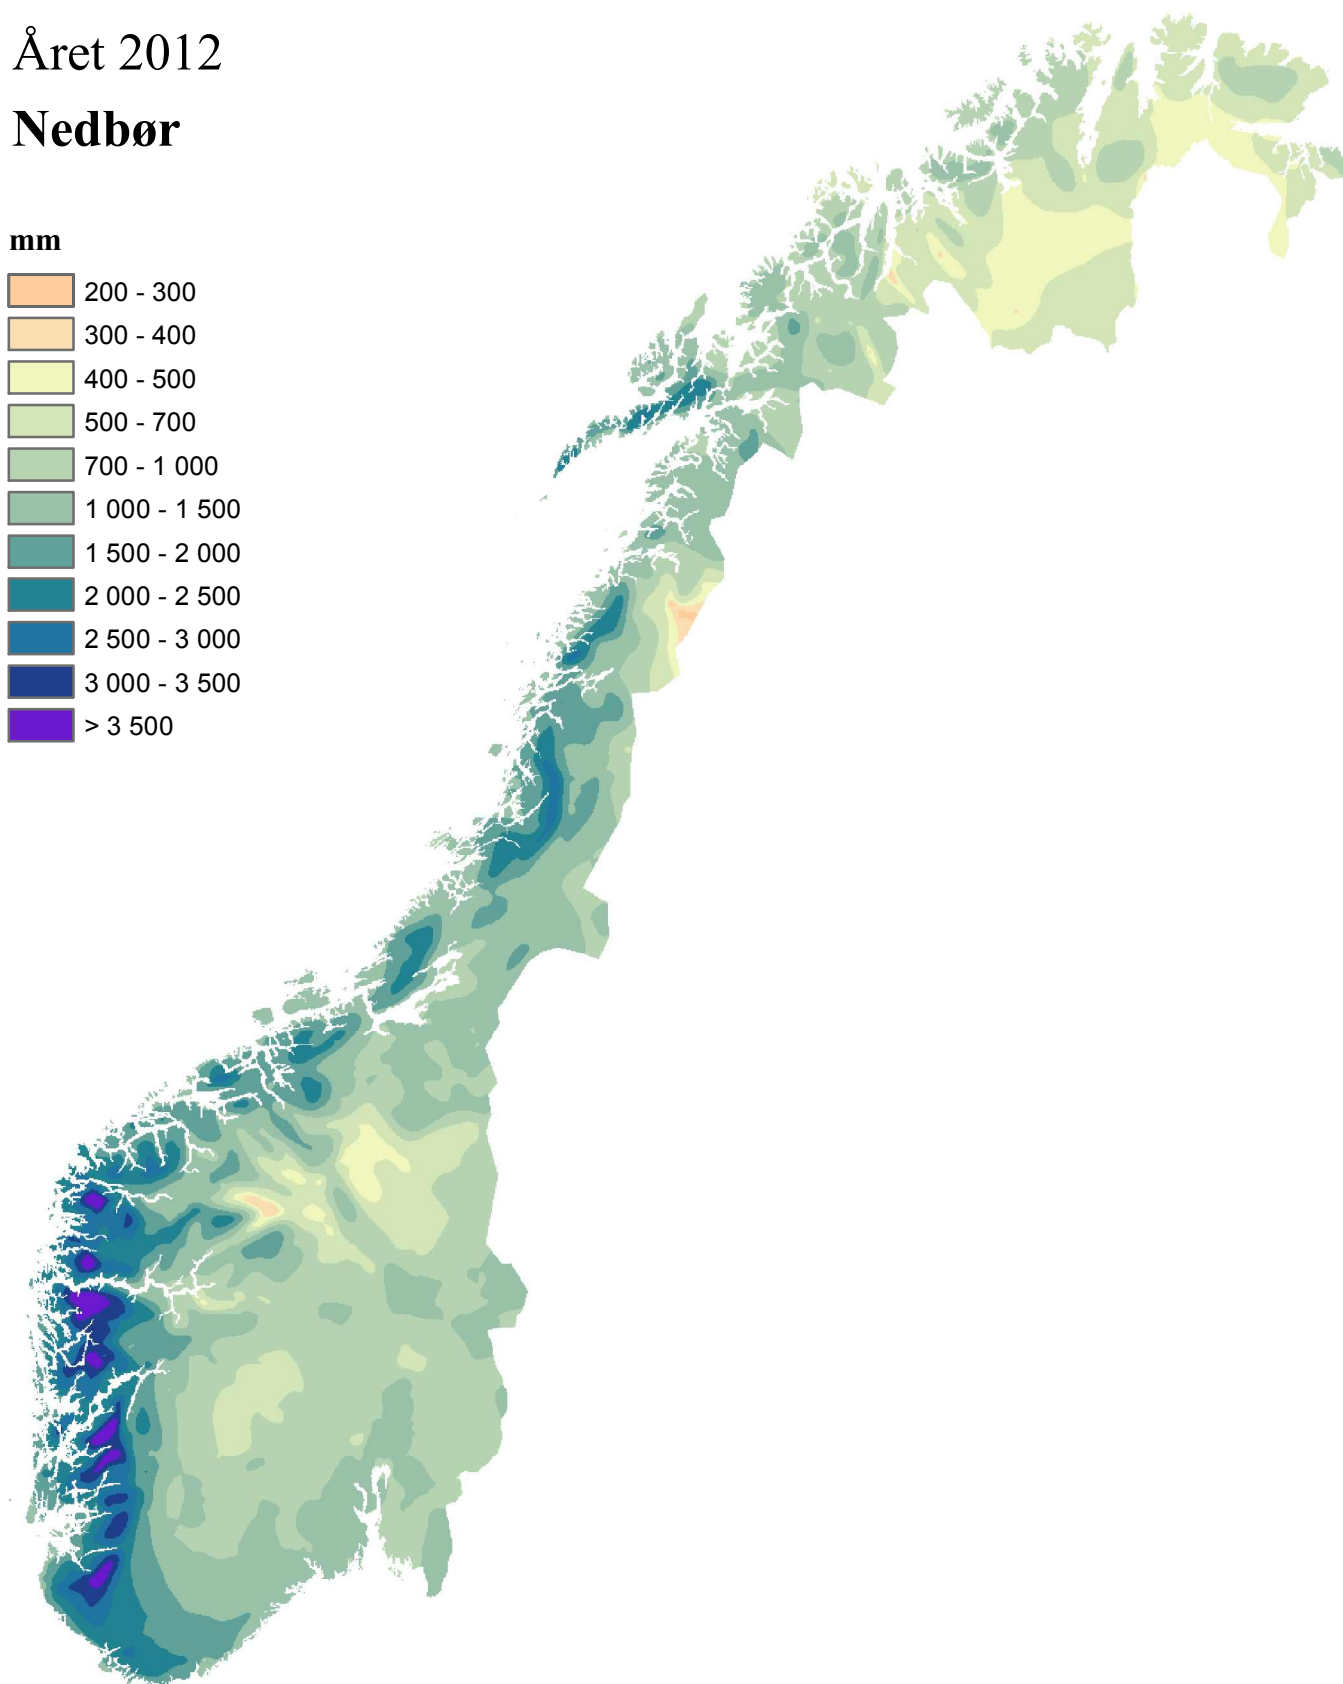 Året 2012
Nedbør
mm
200 - 300
300 - 400
400 - 500
500 - 700
700 - 1 000
1 000 - 1 500
1 500 - 2 000
2 000 - 2 500
2 500 - 3 000
3 000 - 3 500
> 3 500